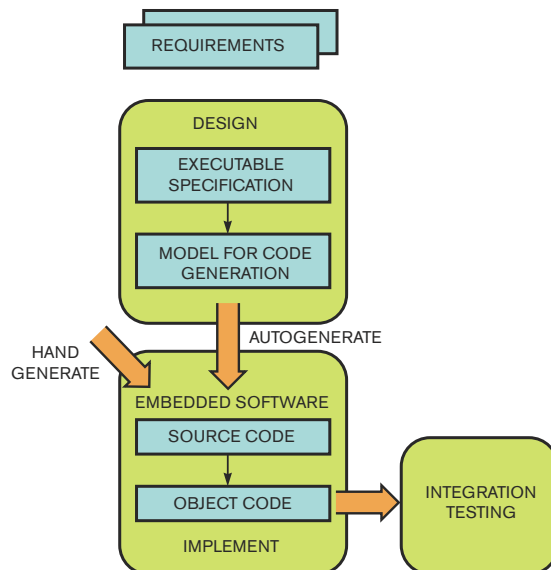 REQUIREMENTS
DESIGN
EXECUTABLE
SPECIFICATION
MODEL FOR CODE
GENERATION
AUTOGENERATE
HAND
GENERATE
EMBEDDED SOFTWARE
SOURCE CODE
OBJECT CODE
IMPLEMENT
INTEGRATION
TESTING